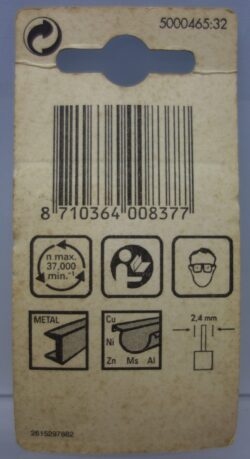 5000465:32
8 710364 008377
n max.
37,000
min.⁻¹
METAL
Cu
Ni
Zn Ms Al
2,4 mm
2615297882